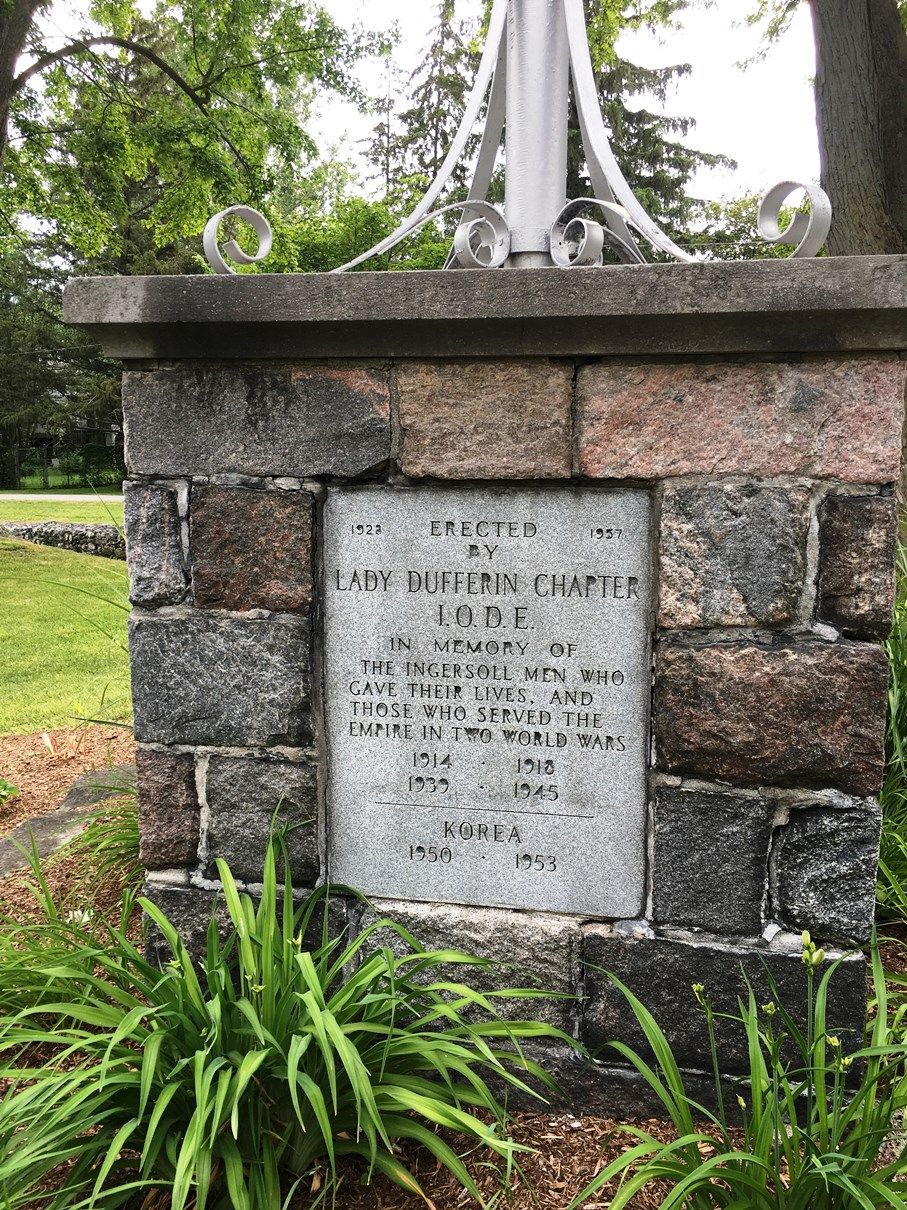 1923 ERECTED 1957
BY
LADY DUFFERIN CHAPTER
I.O.D.E.
IN MEMORY OF
THE INGERSOLL MEN WHO
GAVE THEIR LIVES, AND
THOSE WHO SERVED THE
EMPIRE IN TWO WORLD WARS
1914 · 1918
1939 · 1945
KOREA
1950 · 1953